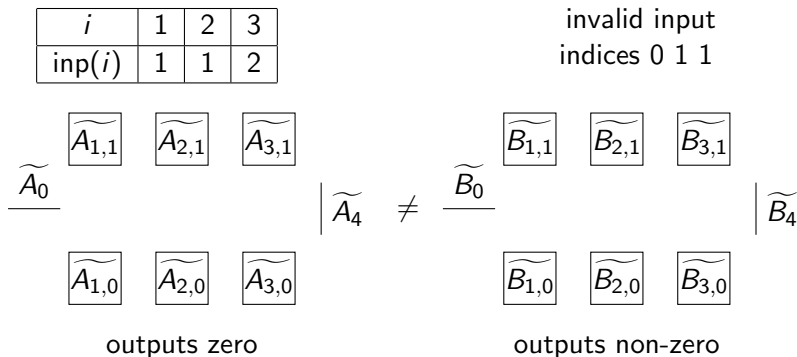 i 1 2 3
inp(i) 1 1 2
invalid input
indices 0 1 1
Ã₁,₁ Ã₂,₁ Ã₃,₁
Ã₀
Ã₄
Ã₁,₀ Ã₂,₀ Ã₃,₀
outputs zero
≠
B̃₁,₁ B̃₂,₁ B̃₃,₁
B̃₀
B̃₄
B̃₁,₀ B̃₂,₀ B̃₃,₀
outputs non-zero